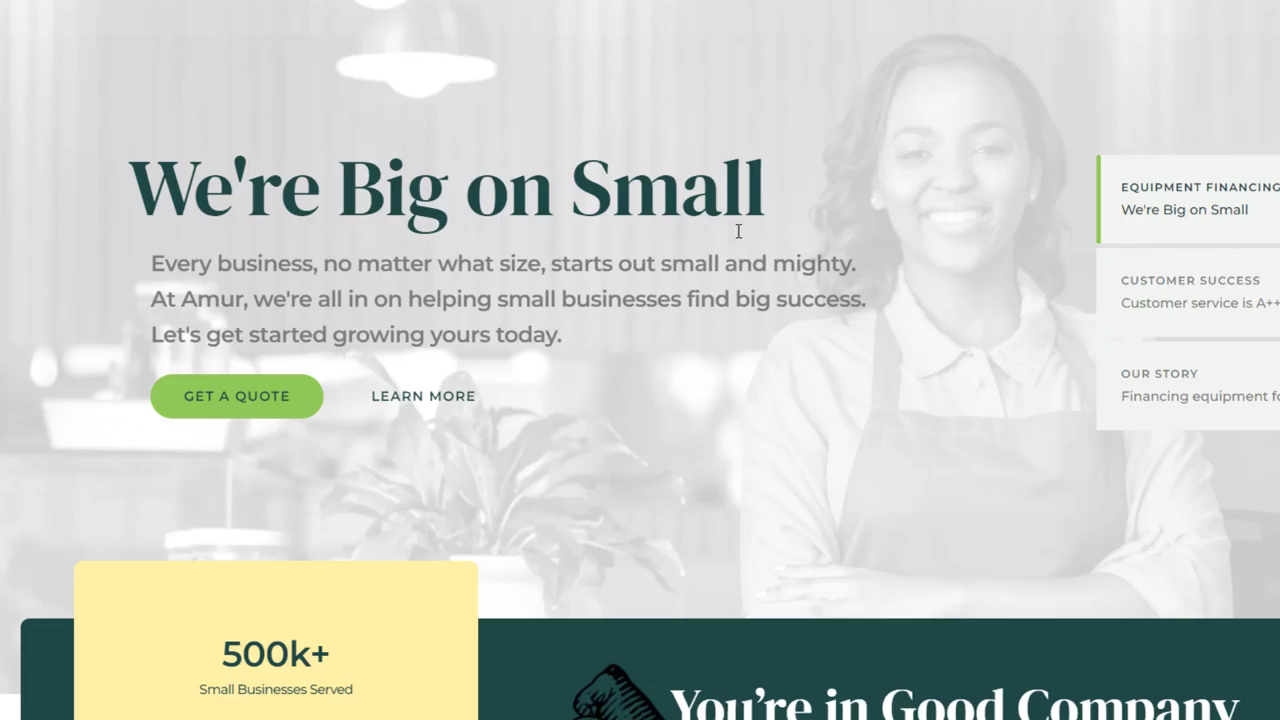 We're Big on Small
Every business, no matter what size, starts out small and mighty.
At Amur, we're all in on helping small businesses find big success.
Let's get started growing yours today.
GET A QUOTE
LEARN MORE
EQUIPMENT FINANCING
We're Big on Small
CUSTOMER SUCCESS
Customer service is A++
OUR STORY
Financing equipment fo
500k+
Small Businesses Served
You're in Good Company